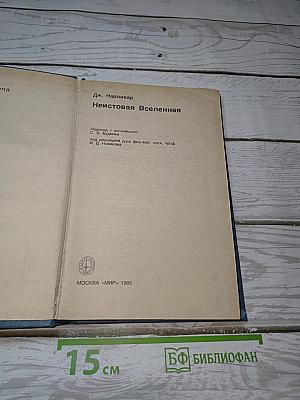 Дж. Нарликар
Неистовая Вселенная
Перевод с английского
С. В. Будника
под редакцией д-ра физ-мат. наук, проф.
И. Д. Новикова
МОСКВА «МИР» 1985
15 см
БФ БИБЛИОФАН